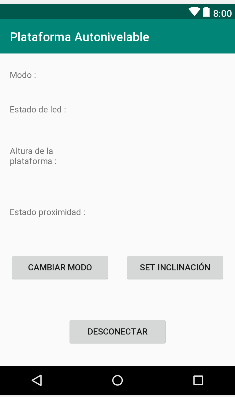 8:00
Plataforma Autonivelable
Modo :
Estado de led :
Altura de la
plataforma :
Estado proximidad :
CAMBIAR MODO
SET INCLINACIÓN
DESCONECTAR